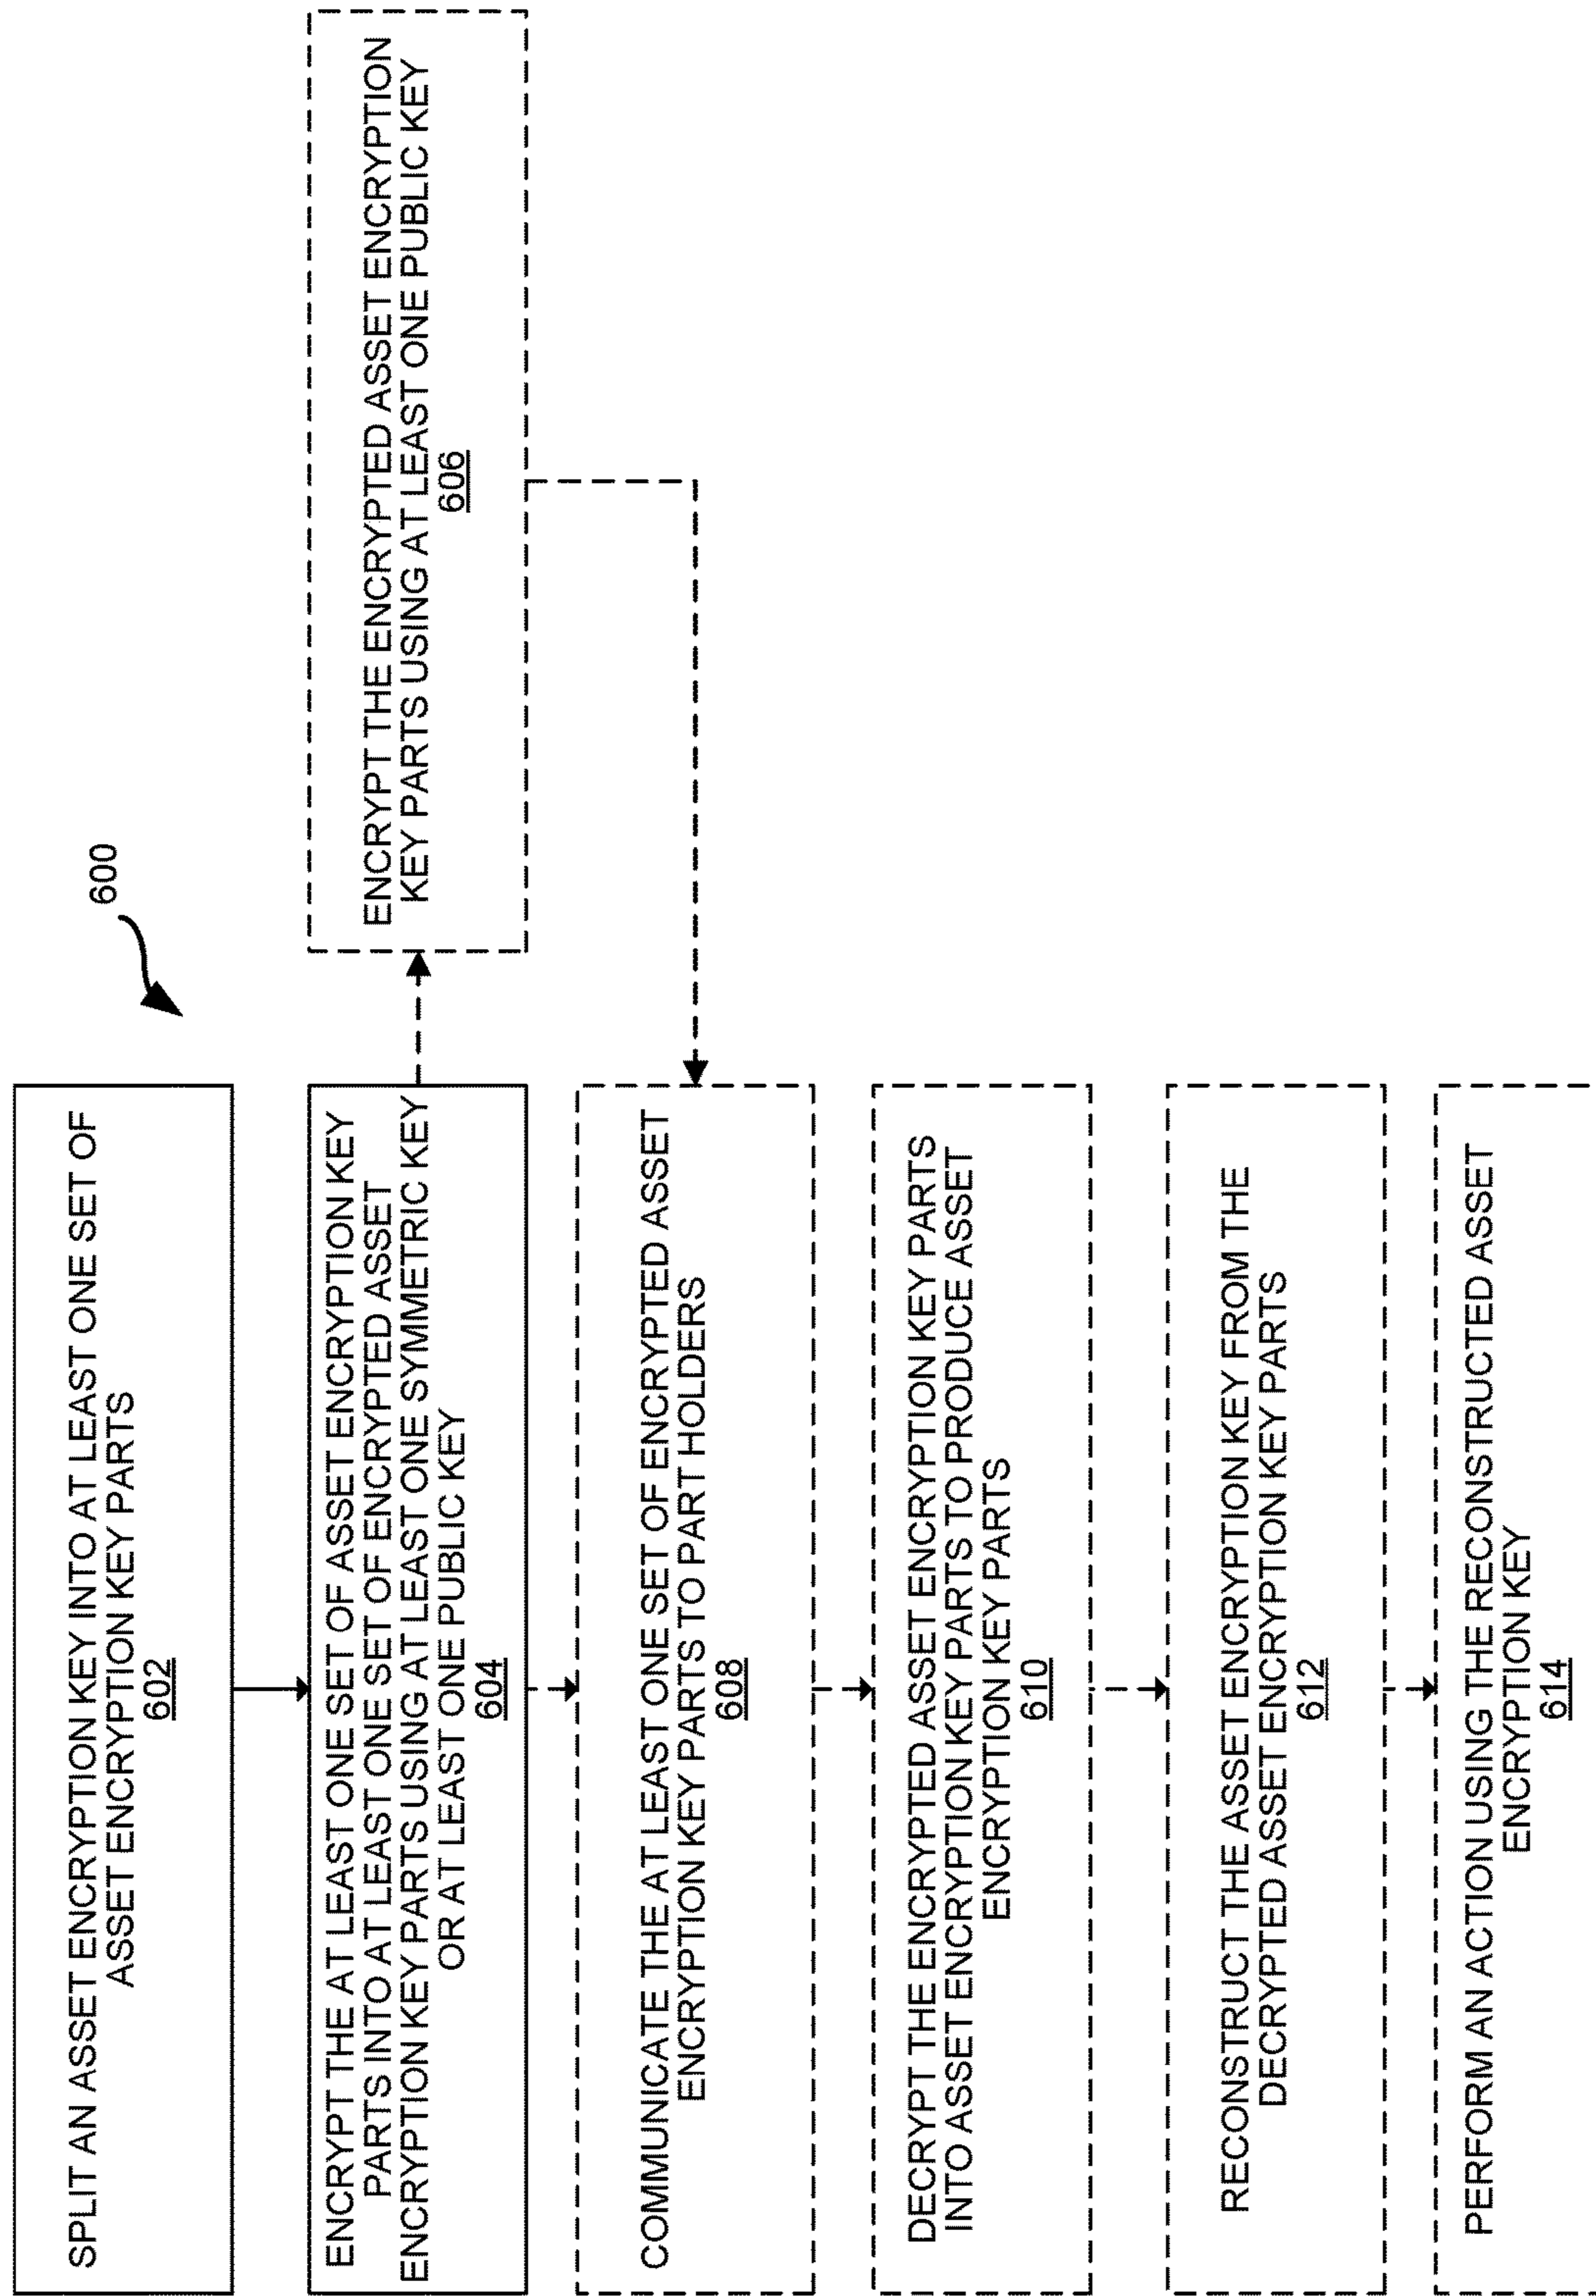 600
SPLIT AN ASSET ENCRYPTION KEY INTO AT LEAST ONE SET OF
ASSET ENCRYPTION KEY PARTS
602
ENCRYPT THE AT LEAST ONE SET OF ASSET ENCRYPTION KEY
PARTS INTO AT LEAST ONE SET OF ENCRYPTED ASSET
ENCRYPTION KEY PARTS USING AT LEAST ONE SYMMETRIC KEY
OR AT LEAST ONE PUBLIC KEY
604
ENCRYPT THE ENCRYPTED ASSET ENCRYPTION
KEY PARTS USING AT LEAST ONE PUBLIC KEY
606
COMMUNICATE THE AT LEAST ONE SET OF ENCRYPTED ASSET
ENCRYPTION KEY PARTS TO PART HOLDERS
608
DECRYPT THE ENCRYPTED ASSET ENCRYPTION KEY PARTS
INTO ASSET ENCRYPTION KEY PARTS TO PRODUCE ASSET
ENCRYPTION KEY PARTS
610
RECONSTRUCT THE ASSET ENCRYPTION KEY FROM THE
DECRYPTED ASSET ENCRYPTION KEY PARTS
612
PERFORM AN ACTION USING THE RECONSTRUCTED ASSET
ENCRYPTION KEY
614